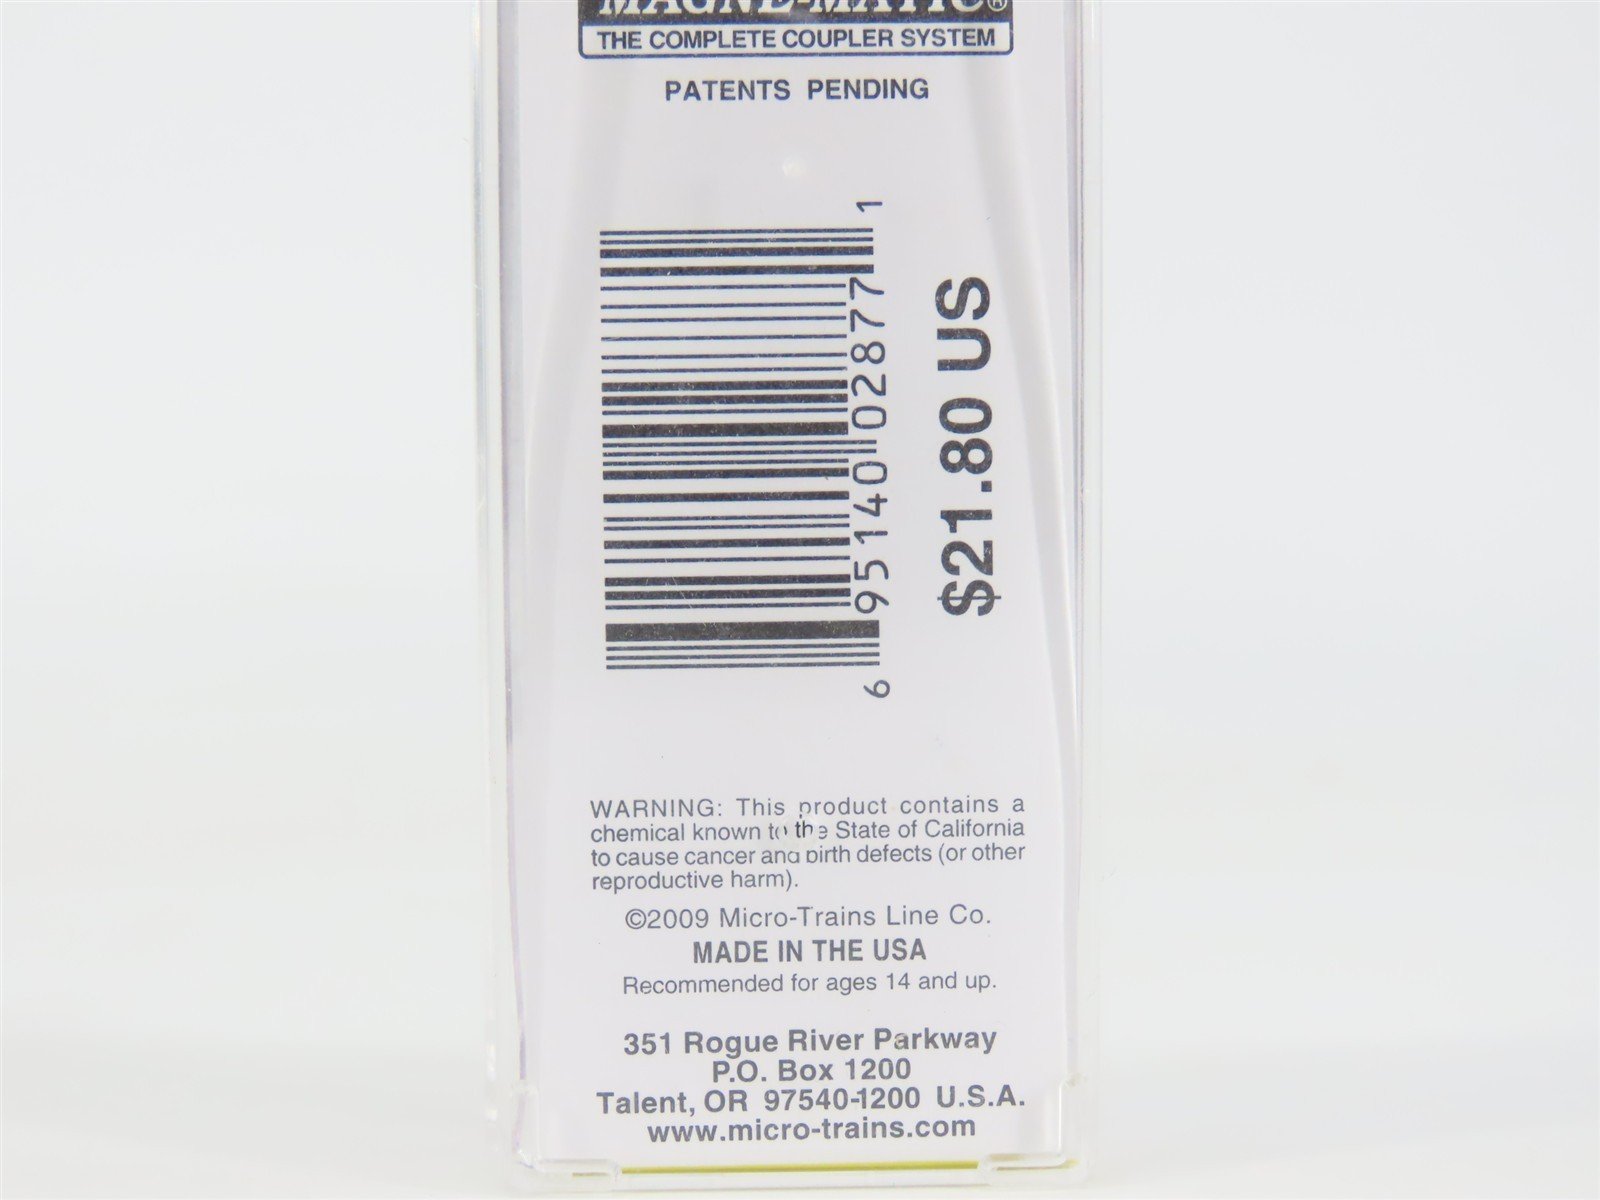 MAGNE-MATIC®
THE COMPLETE COUPLER SYSTEM
PATENTS PENDING
6 95140 02877 1
$21.80 US
WARNING: This product contains a
chemical known to the State of California
to cause cancer and birth defects (or other
reproductive harm).
©2009 Micro-Trains Line Co.
MADE IN THE USA
Recommended for ages 14 and up.
351 Rogue River Parkway
P.O. Box 1200
Talent, OR 97540-1200 U.S.A.
www.micro-trains.com